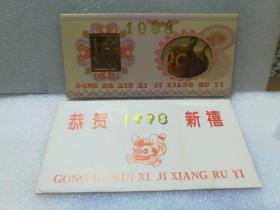 1998
GONG HE XIN XI JI XIANG RU YI
恭贺 1998 新禧
GONG HE XIN XI JI XIANG RU YI